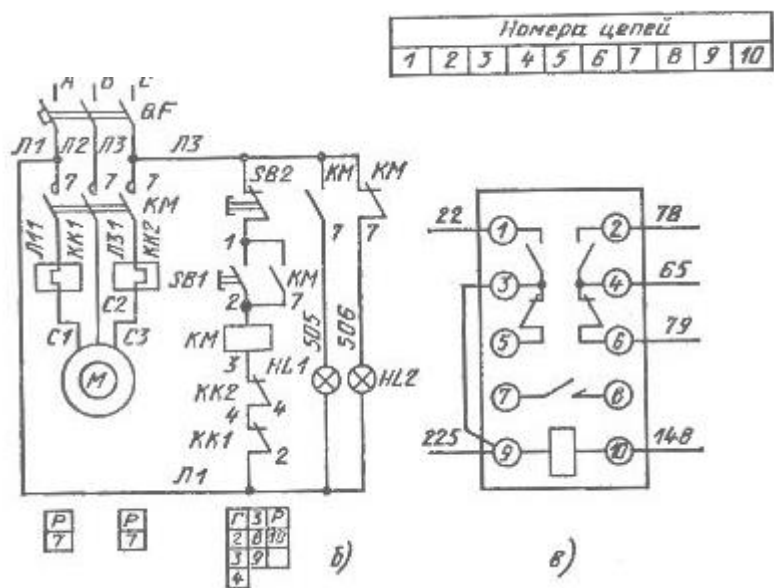 Номера цепей
1 2 3 4 5 6 7 8 9 10
A B C
QF
Л1 Л2 Л3 Л3
7 7 7 KM
SB2 KM KM
Л11 KK1 Л31 KK2
1 7 7
SB1 KM
2 7
C2
C1 C3
KM
505 506
M
3 HL1 HL2
KK2
4 4
KK1
2
Л1
P P Г З P
7 7 2 8 10
3 9
4
б)
22 1 2 78
3 4 65
5 6 79
7 8
225 9 10 148
в)